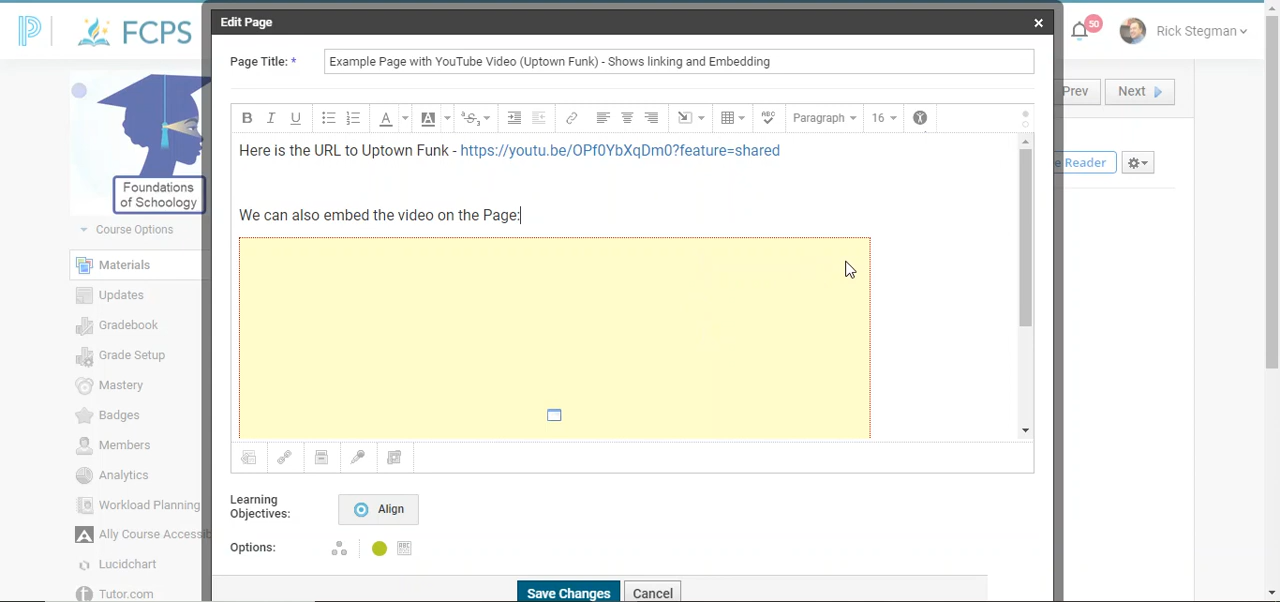 Edit Page
×
FCPS
50
Rick Stegman
Page Title: *
Example Page with YouTube Video (Uptown Funk) - Shows linking and Embedding
Prev
Next
B I U A A S ABC Paragraph 16
Here is the URL to Uptown Funk - https://youtu.be/OPf0YbXqDm0?feature=shared
e Reader
We can also embed the video on the Page:
Foundations
of Schoology
Course Options
Materials
Updates
Gradebook
Grade Setup
Mastery
Badges
Members
Analytics
Workload Planning
Ally Course Accessib
Lucidchart
Tutor.com
Learning
Objectives:
Align
Options:
Save Changes
Cancel